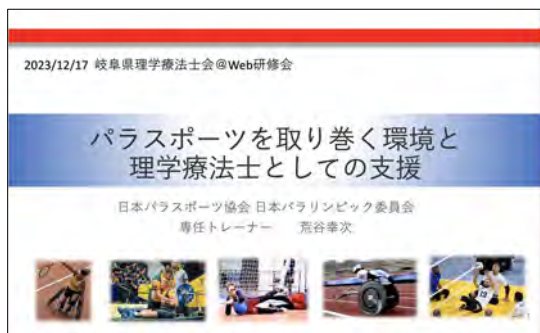 2023/12/17 岐阜県理学療法士会@Web研修会
パラスポーツを取り巻く環境と
理学療法士としての支援
日本パラスポーツ協会 日本パラリンピック委員会
専任トレーナー 荒谷幸次